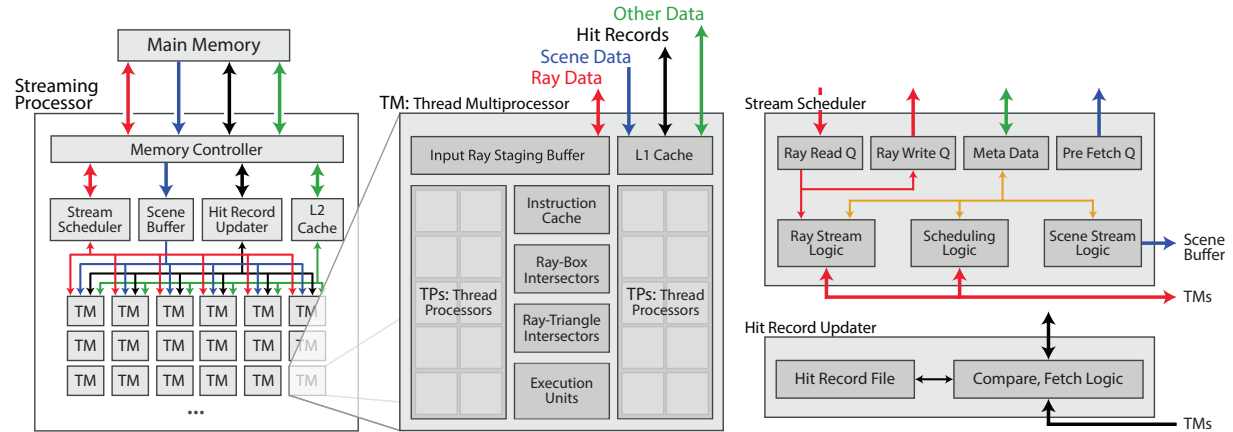 Main Memory
Streaming
Processor
Memory Controller
Stream
Scheduler
Scene
Buffer
Hit Record
Updater
L2
Cache
TM TM TM TM TM TM
TM TM TM TM TM TM
TM TM TM TM TM TM
...
Other Data
Hit Records
Scene Data
Ray Data
TM: Thread Multiprocessor
Input Ray Staging Buffer
L1 Cache
TPs: Thread
Processors
Instruction
Cache
Ray-Box
Intersectors
Ray-Triangle
Intersectors
Execution
Units
TPs: Thread
Processors
Stream Scheduler
Ray Read Q
Ray Write Q
Meta Data
Pre Fetch Q
Ray Stream
Logic
Scheduling
Logic
Scene Stream
Logic
Scene
Buffer
TMs
Hit Record Updater
Hit Record File
Compare, Fetch Logic
TMs